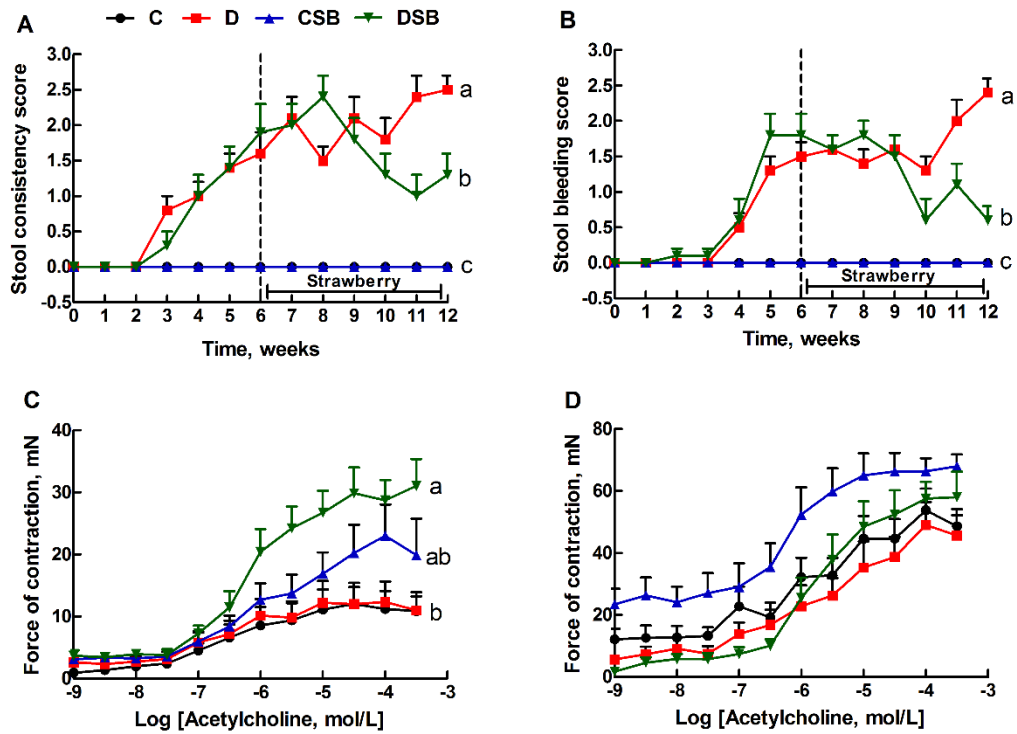 C D CSB DSB
A
Stool consistency score
3.0
2.5
2.0
1.5
1.0
0.5
0.0
-0.5
a
b
c
Strawberry
0 1 2 3 4 5 6 7 8 9 10 11 12
Time, weeks
B
Stool bleeding score
3.0
2.5
2.0
1.5
1.0
0.5
0.0
-0.5
a
b
c
Strawberry
0 1 2 3 4 5 6 7 8 9 10 11 12
Time, weeks
C
Force of contraction, mN
40
30
20
10
0
a
ab
b
-9 -8 -7 -6 -5 -4 -3
Log [Acetylcholine, mol/L]
D
Force of contraction, mN
80
60
40
20
0
-9 -8 -7 -6 -5 -4 -3
Log [Acetylcholine, mol/L]